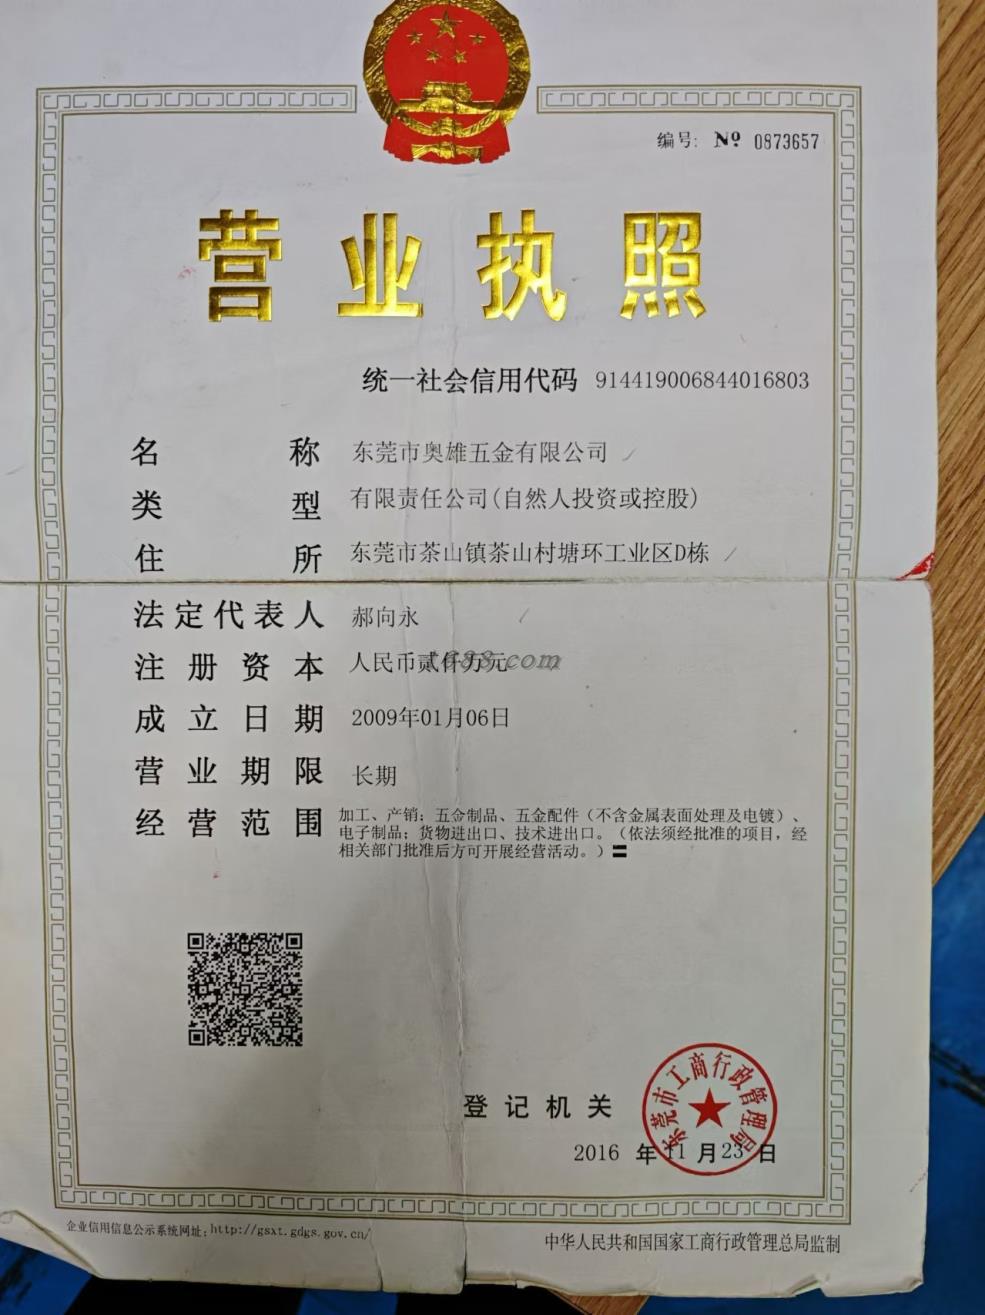 编号: № 0873657
营业执照
统一社会信用代码 914419006844016803
名称 东莞市奥雄五金有限公司
类型 有限责任公司(自然人投资或控股)
住所 东莞市茶山镇茶山村塘环工业区D栋
法定代表人 郝向永
注册资本 人民币贰仟万元
1688.com
成立日期 2009年01月06日
营业期限 长期
经营范围 加工、产销：五金制品、五金配件（不含金属表面处理及电镀）、
电子制品；货物进出口、技术进出口。（依法须经批准的项目，经
相关部门批准后方可开展经营活动。）〓
东莞市工商行政管理局
登记机关
2016 年 11 月 23 日
企业信用信息公示系统网址: http://gsxt.gdgs.gov.cn/
中华人民共和国国家工商行政管理总局监制